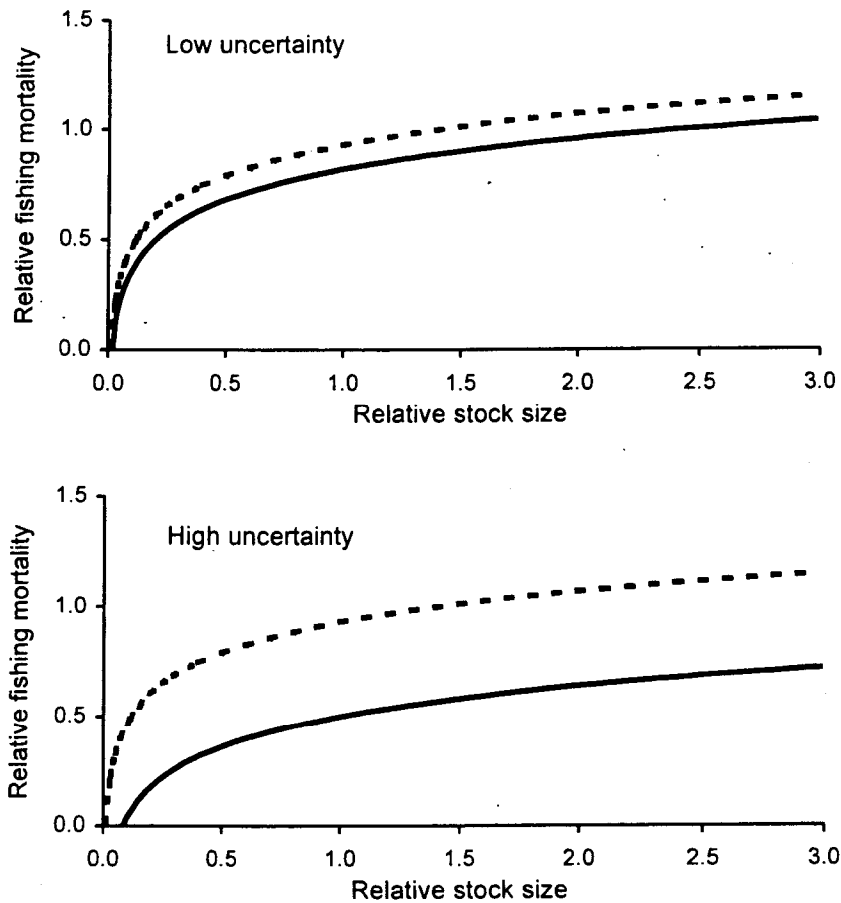 1.5
Low uncertainty
1.0
0.5
0.0
Relative fishing mortality
0.0 0.5 1.0 1.5 2.0 2.5 3.0
Relative stock size
1.5
High uncertainty
1.0
0.5
0.0
Relative fishing mortality
0.0 0.5 1.0 1.5 2.0 2.5 3.0
Relative stock size